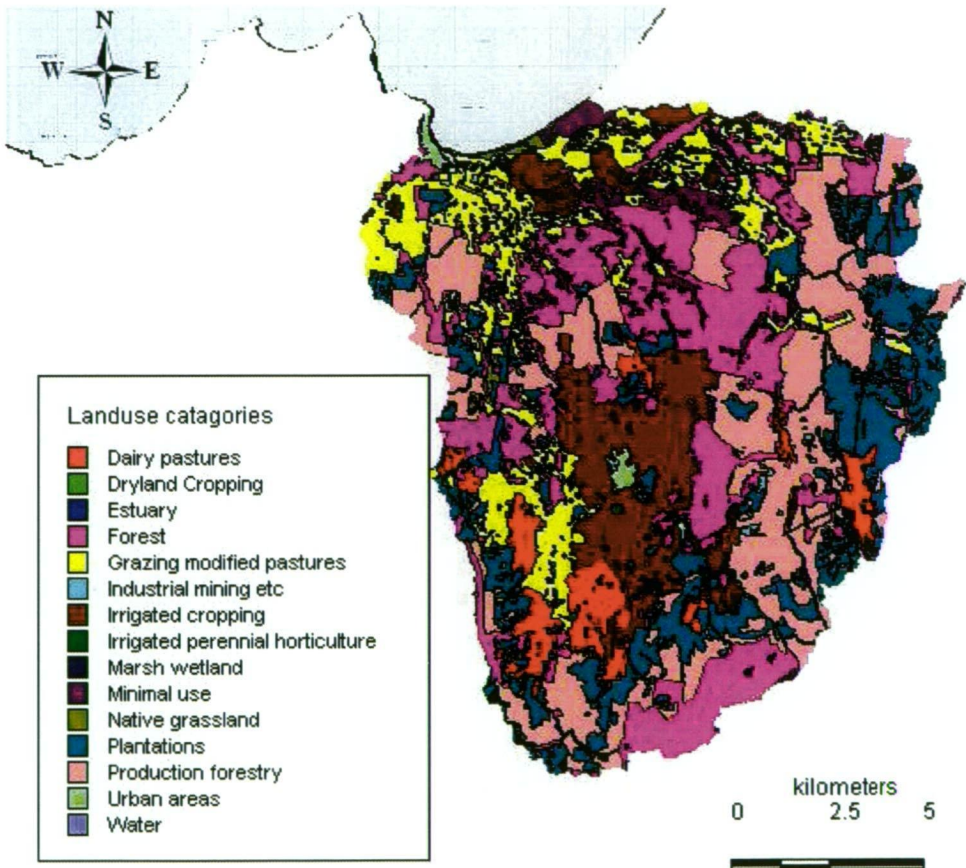 N
W E
S
Landuse catagories
Dairy pastures
Dryland Cropping
Estuary
Forest
Grazing modified pastures
Industrial mining etc
Irrigated cropping
Irrigated perennial horticulture
Marsh wetland
Minimal use
Native grassland
Plantations
Production forestry
Urban areas
Water
kilometers
0 2.5 5